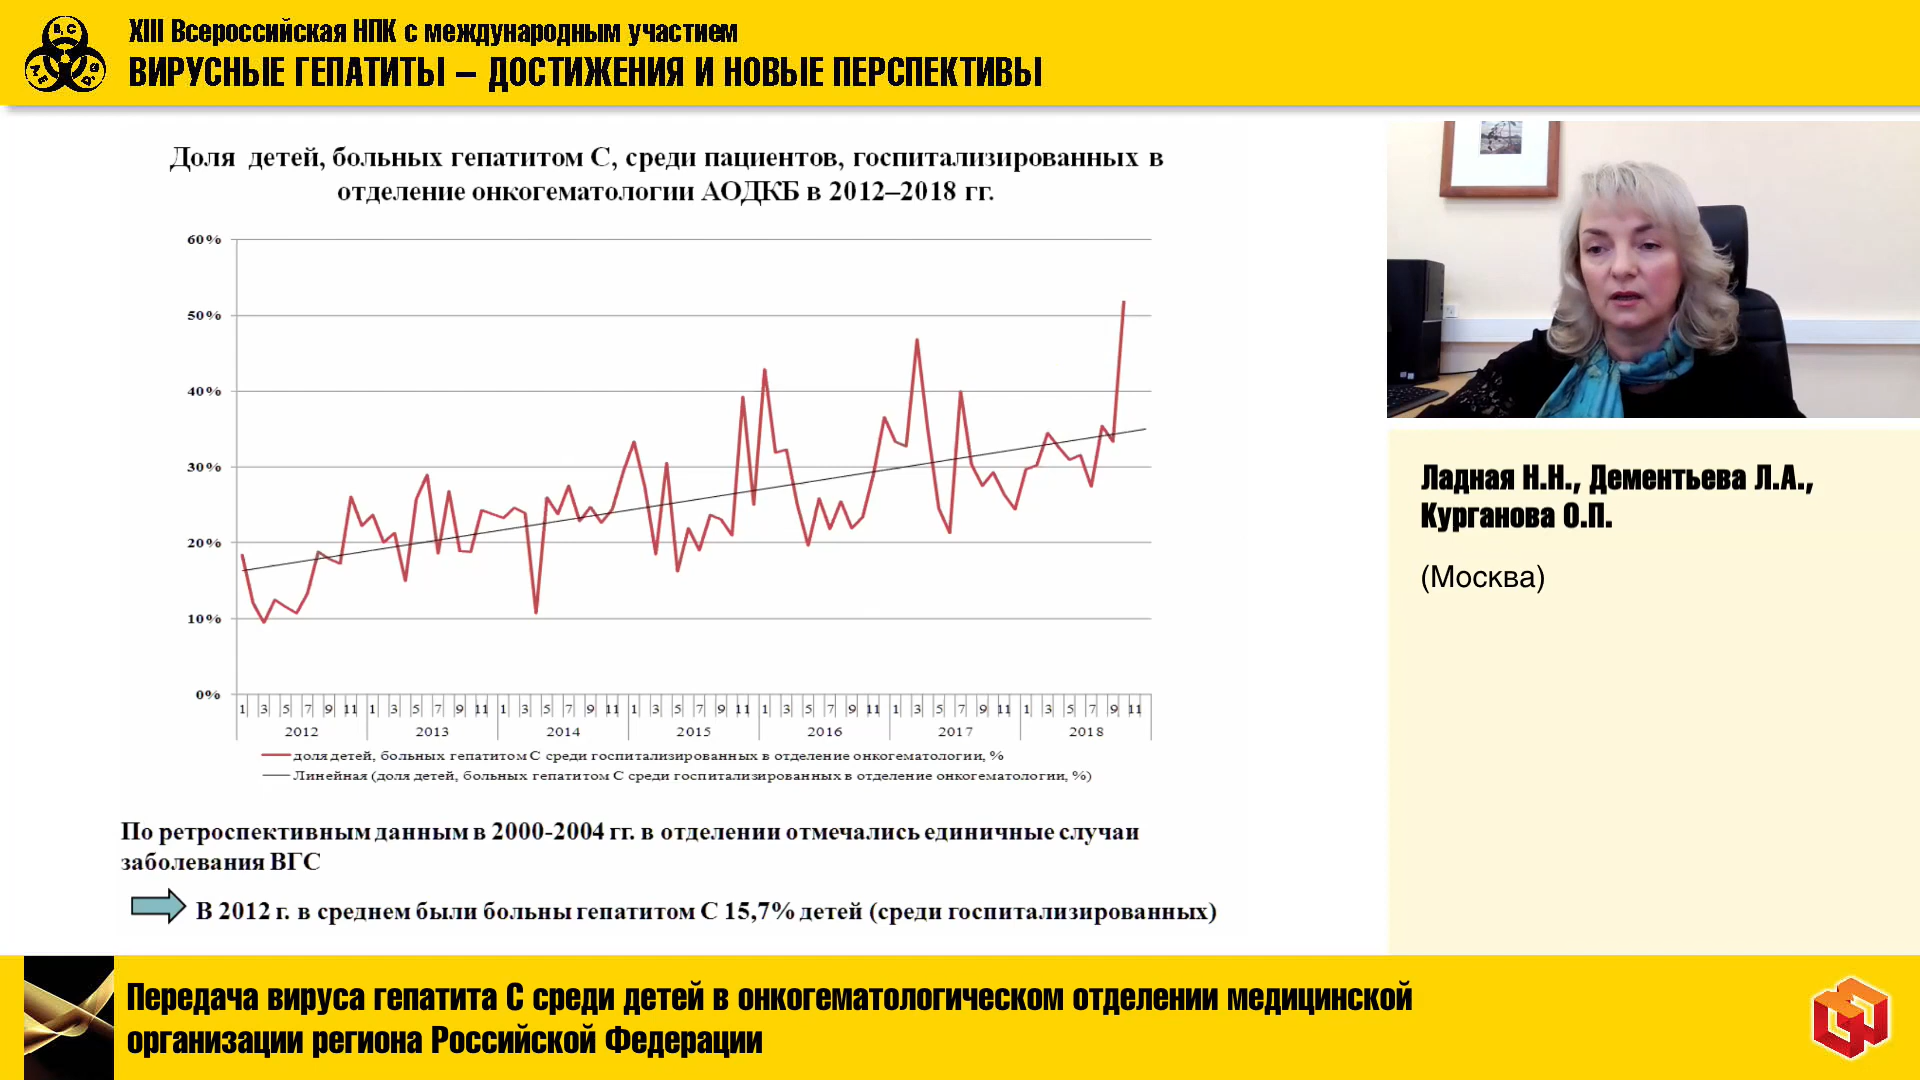 XIII Всероссийская НПК с международным участием
ВИРУСНЫЕ ГЕПАТИТЫ – ДОСТИЖЕНИЯ И НОВЫЕ ПЕРСПЕКТИВЫ
B, C
Доля детей, больных гепатитом С, среди пациентов, госпитализированных в
отделение онкогематологии АОДКБ в 2012–2018 гг.
60%
50%
40%
30%
20%
10%
0%
1 3 5 7 9 11 1 3 5 7 9 11 1 3 5 7 9 11 1 3 5 7 9 11 1 3 5 7 9 11 1 3 5 7 9 11 1 3 5 7 9 11
2012 2013 2014 2015 2016 2017 2018
доля детей, больных гепатитом С среди госпитализированных в отделение онкогематологии, %
Линейная (доля детей, больных гепатитом С среди госпитализированных в отделение онкогематологии, %)
По ретроспективным данным в 2000-2004 гг. в отделении отмечались единичные случаи
заболевания ВГС
В 2012 г. в среднем были больны гепатитом С 15,7% детей (среди госпитализированных)
Ладная Н.Н., Дементьева Л.А.,
Курганова О.П.
(Москва)
Передача вируса гепатита С среди детей в онкогематологическом отделении медицинской
организации региона Российской Федерации